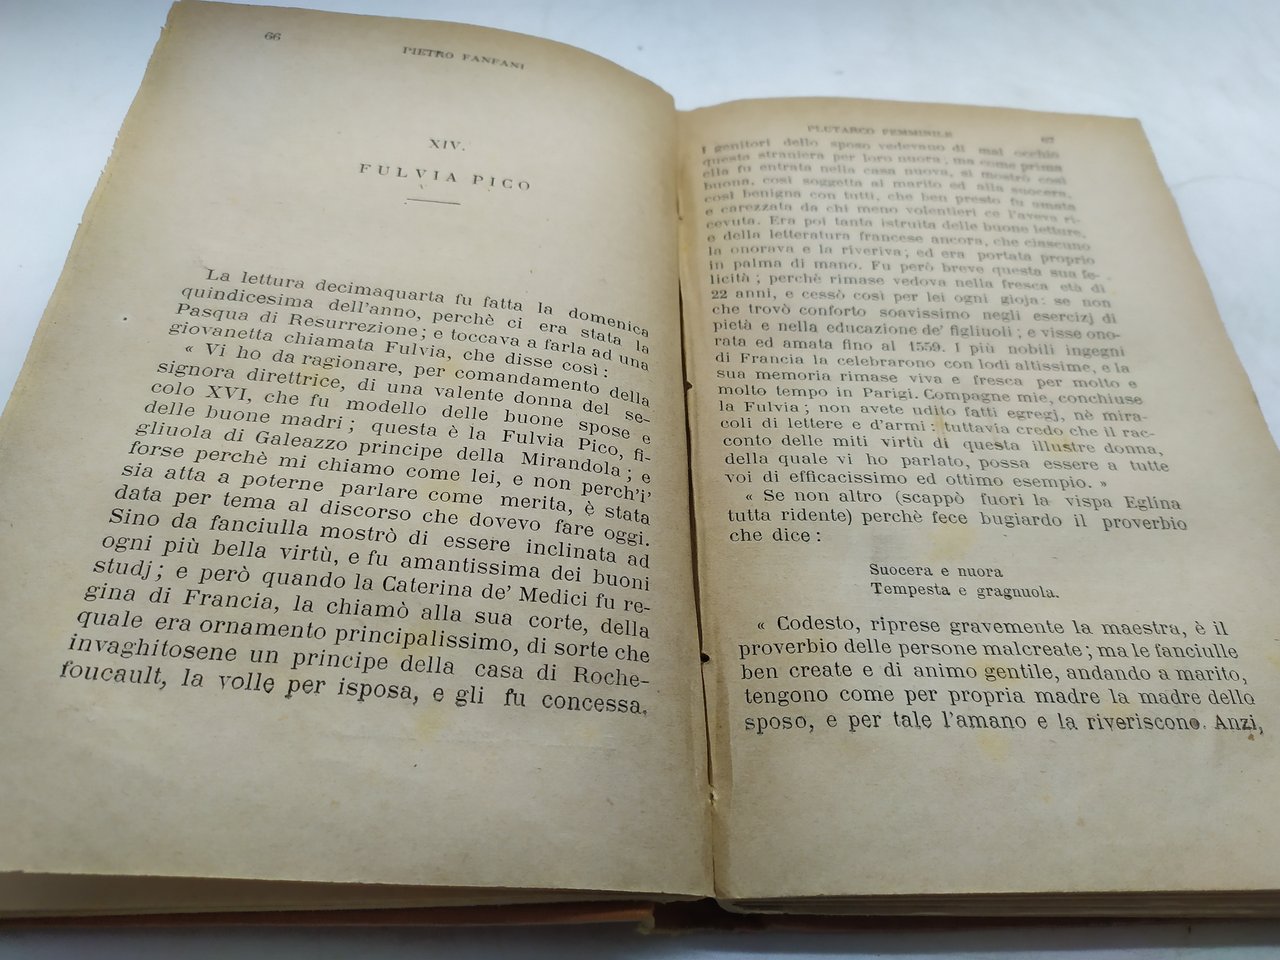 66
PIETRO FANFANI
XIV.
FULVIA PICO
La lettura decimaquarta fu fatta la domenica
quindicesima dell'anno, perchè ci era stata la
Pasqua di Resurrezione; e toccava a farla ad una
giovanetta chiamata Fulvia, che disse così:
« Vi ho da ragionare, per comandamento della
signora direttrice, di una valente donna del se-
colo XVI, che fu modello delle buone spose e
delle buone madri; questa è la Fulvia Pico, fi-
gliuola di Galeazzo principe della Mirandola; e
forse perchè mi chiamo come lei, e non perch'i'
sia atta a poterne parlare come merita, è stata
data per tema al discorso che dovevo fare oggi.
Sino da fanciulla mostrò di essere inclinata ad
ogni più bella virtù, e fu amantissima dei buoni
studj; e però quando la Caterina de' Medici fu re-
gina di Francia, la chiamò alla sua corte, della
quale era ornamento principalissimo, di sorte che
invaghitosene un principe della casa di Roche-
foucault, la volle per isposa, e gli fu concessa.
PLUTARCO FEMMINILE
67
I genitori dello sposo vedevano di mal occhio
questa straniera per loro nuora; ma come prima
ella fu entrata nella casa nuova, si mostrò così
buona, così soggetta al marito ed alla suocera,
così benigna con tutti, che ben presto fu amata
e carezzata da chi meno volentieri ce l'aveva ri-
cevuta. Era poi tanta istruita delle buone lettere,
e della letteratura francese ancora, che ciascuno
la onorava e la riveriva; ed era portata proprio
in palma di mano. Fu però breve questa sua fe-
licità; perchè rimase vedova nella fresca età di
22 anni, e cessò così per lei ogni gioja: se non
che trovò conforto soavissimo negli esercizj di
pietà e nella educazione de' figliuoli; e visse ono-
rata ed amata fino al 1559. I più nobili ingegni
di Francia la celebrarono con lodi altissime, e la
sua memoria rimase viva e fresca per molto e
molto tempo in Parigi. Compagne mie, conchiuse
la Fulvia; non avete udito fatti egregj, nè mira-
coli di lettere e d'armi: tuttavia credo che il rac-
conto delle miti virtù di questa illustre donna,
della quale vi ho parlato, possa essere a tutte
voi di efficacissimo ed ottimo esempio. »
« Se non altro (scappò fuori la vispa Eglina
tutta ridente) perchè fece bugiardo il proverbio
che dice:
Suocera e nuora
Tempesta e gragnuola.
« Codesto, riprese gravemente la maestra, è il
proverbio delle persone malcreate; ma le fanciulle
ben create e di animo gentile, andando a marito,
tengono come per propria madre la madre dello
sposo, e per tale l'amano e la riveriscono. Anzi,